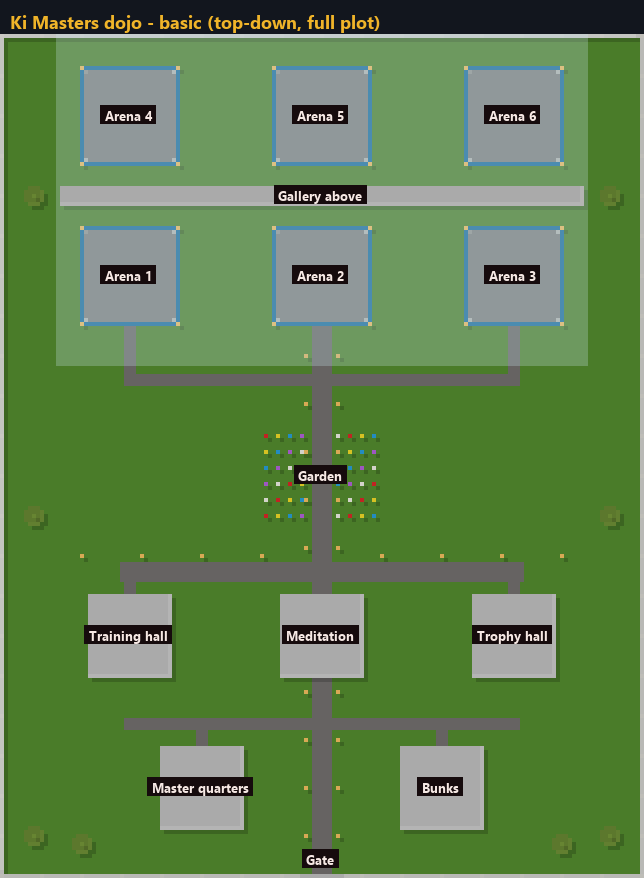 Ki Masters dojo - basic (top-down, full plot)
Arena 4
Arena 5
Arena 6
Gallery above
Arena 1
Arena 2
Arena 3
Garden
Training hall
Meditation
Trophy hall
Master quarters
Bunks
Gate